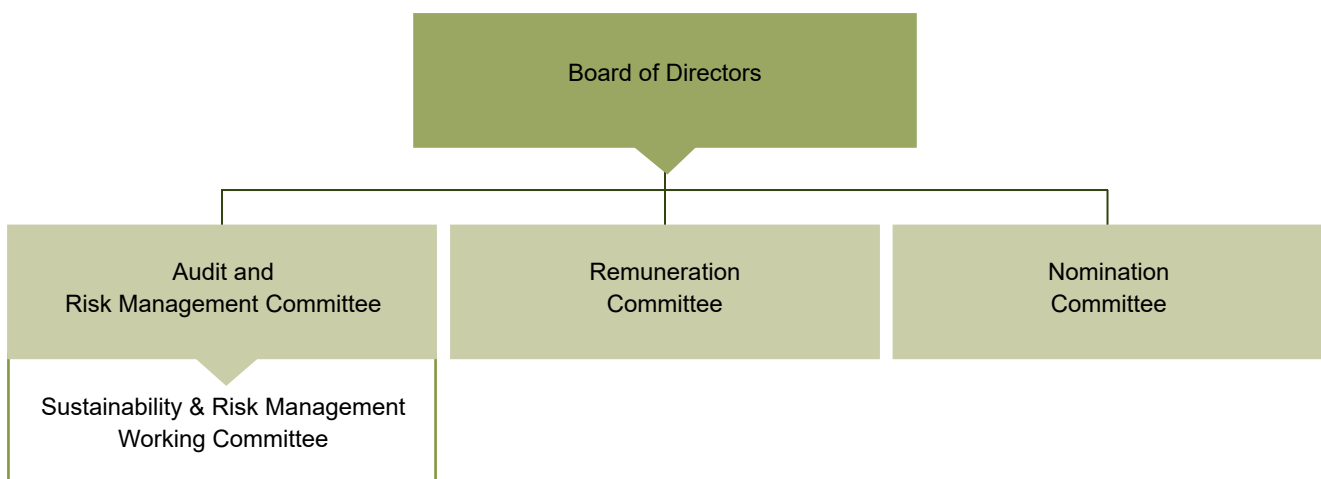 Board of Directors
Audit and
Risk Management Committee
Remuneration
Committee
Nomination
Committee
Sustainability & Risk Management
Working Committee